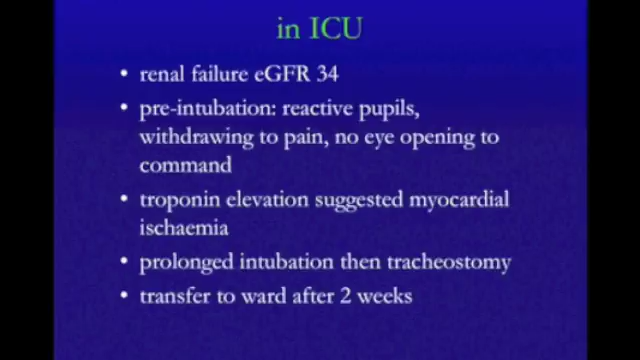 in ICU
• renal failure eGFR 34
• pre-intubation: reactive pupils,
withdrawing to pain, no eye opening to
command
• troponin elevation suggested myocardial
ischaemia
• prolonged intubation then tracheostomy
• transfer to ward after 2 weeks